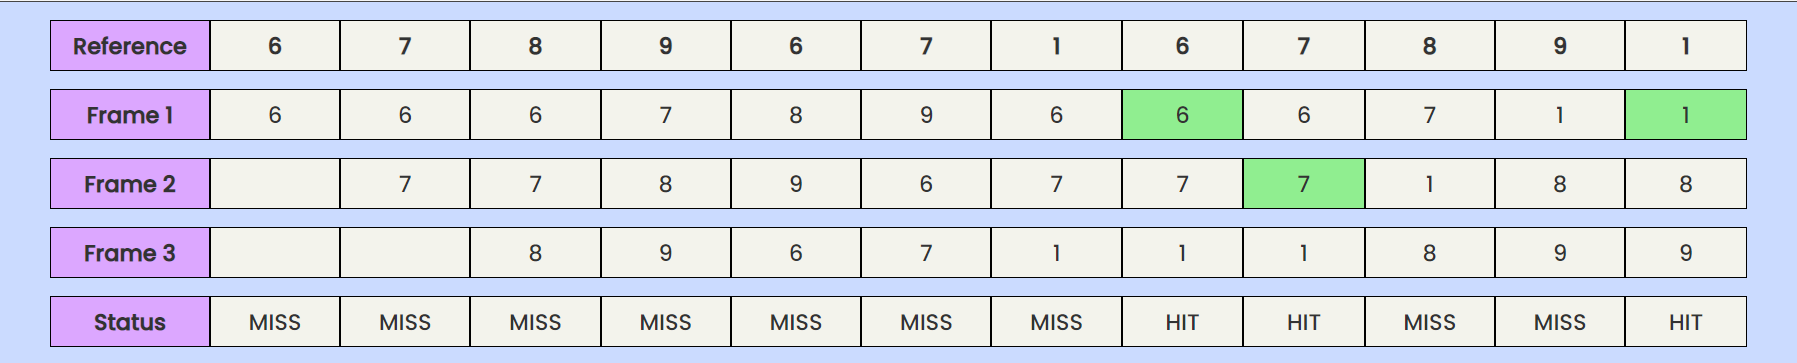 Reference 6 7 8 9 6 7 1 6 7 8 9 1
Frame 1 6 6 6 7 8 9 6 6 6 7 1 1
Frame 2 7 7 8 9 6 7 7 7 1 8 8
Frame 3 8 9 6 7 1 1 1 8 9 9
Status MISS MISS MISS MISS MISS MISS MISS HIT HIT MISS MISS HIT